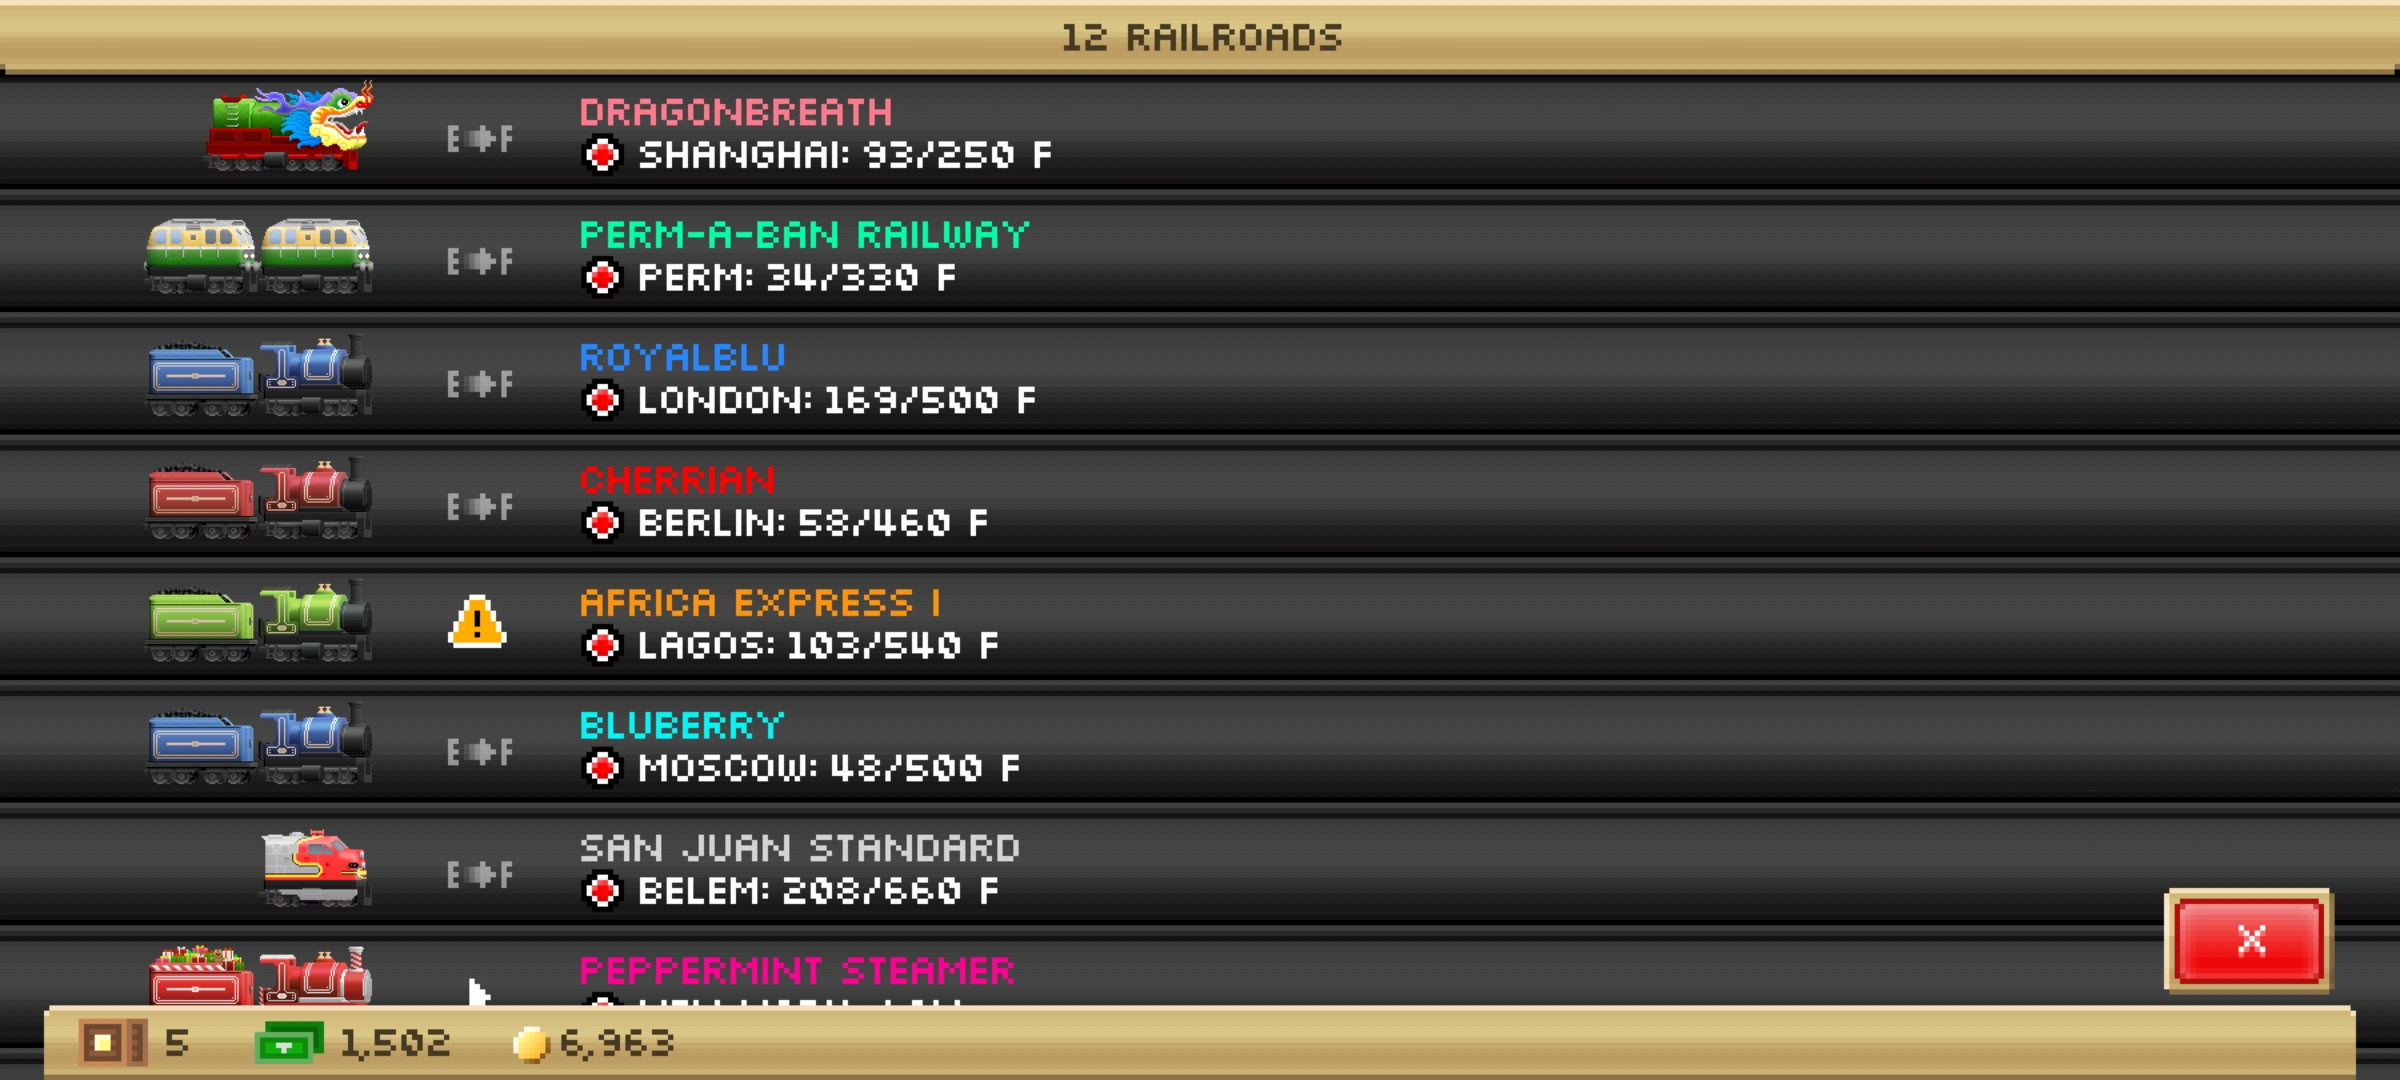 12 RAILROADS
DRAGONBREATH
E F
SHANGHAI: 93/250 F
PERM-A-BAN RAILWAY
E F
PERM: 34/330 F
ROYALBLU
E F
LONDON: 169/500 F
CHERRIAN
E F
BERLIN: 58/460 F
AFRICA EXPRESS I
!
LAGOS: 103/540 F
BLUBERRY
E F
MOSCOW: 48/500 F
SAN JUAN STANDARD
E F
BELEM: 208/660 F
PEPPERMINT STEAMER
X
5 1,502 6,963